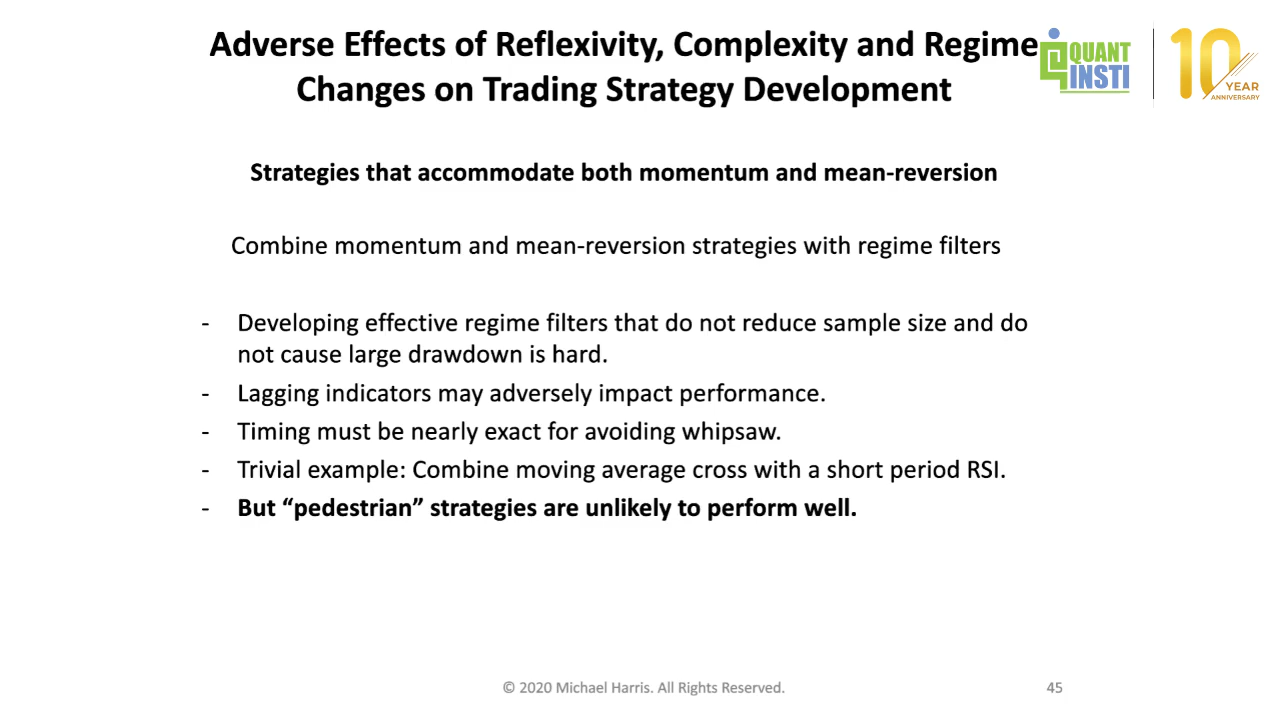 Adverse Effects of Reflexivity, Complexity and Regime
Changes on Trading Strategy Development
QUANT
INSTI
10
YEAR
ANNIVERSARY
Strategies that accommodate both momentum and mean-reversion
Combine momentum and mean-reversion strategies with regime filters
- Developing effective regime filters that do not reduce sample size and do
not cause large drawdown is hard.
- Lagging indicators may adversely impact performance.
- Timing must be nearly exact for avoiding whipsaw.
- Trivial example: Combine moving average cross with a short period RSI.
- But “pedestrian” strategies are unlikely to perform well.
© 2020 Michael Harris. All Rights Reserved.
45